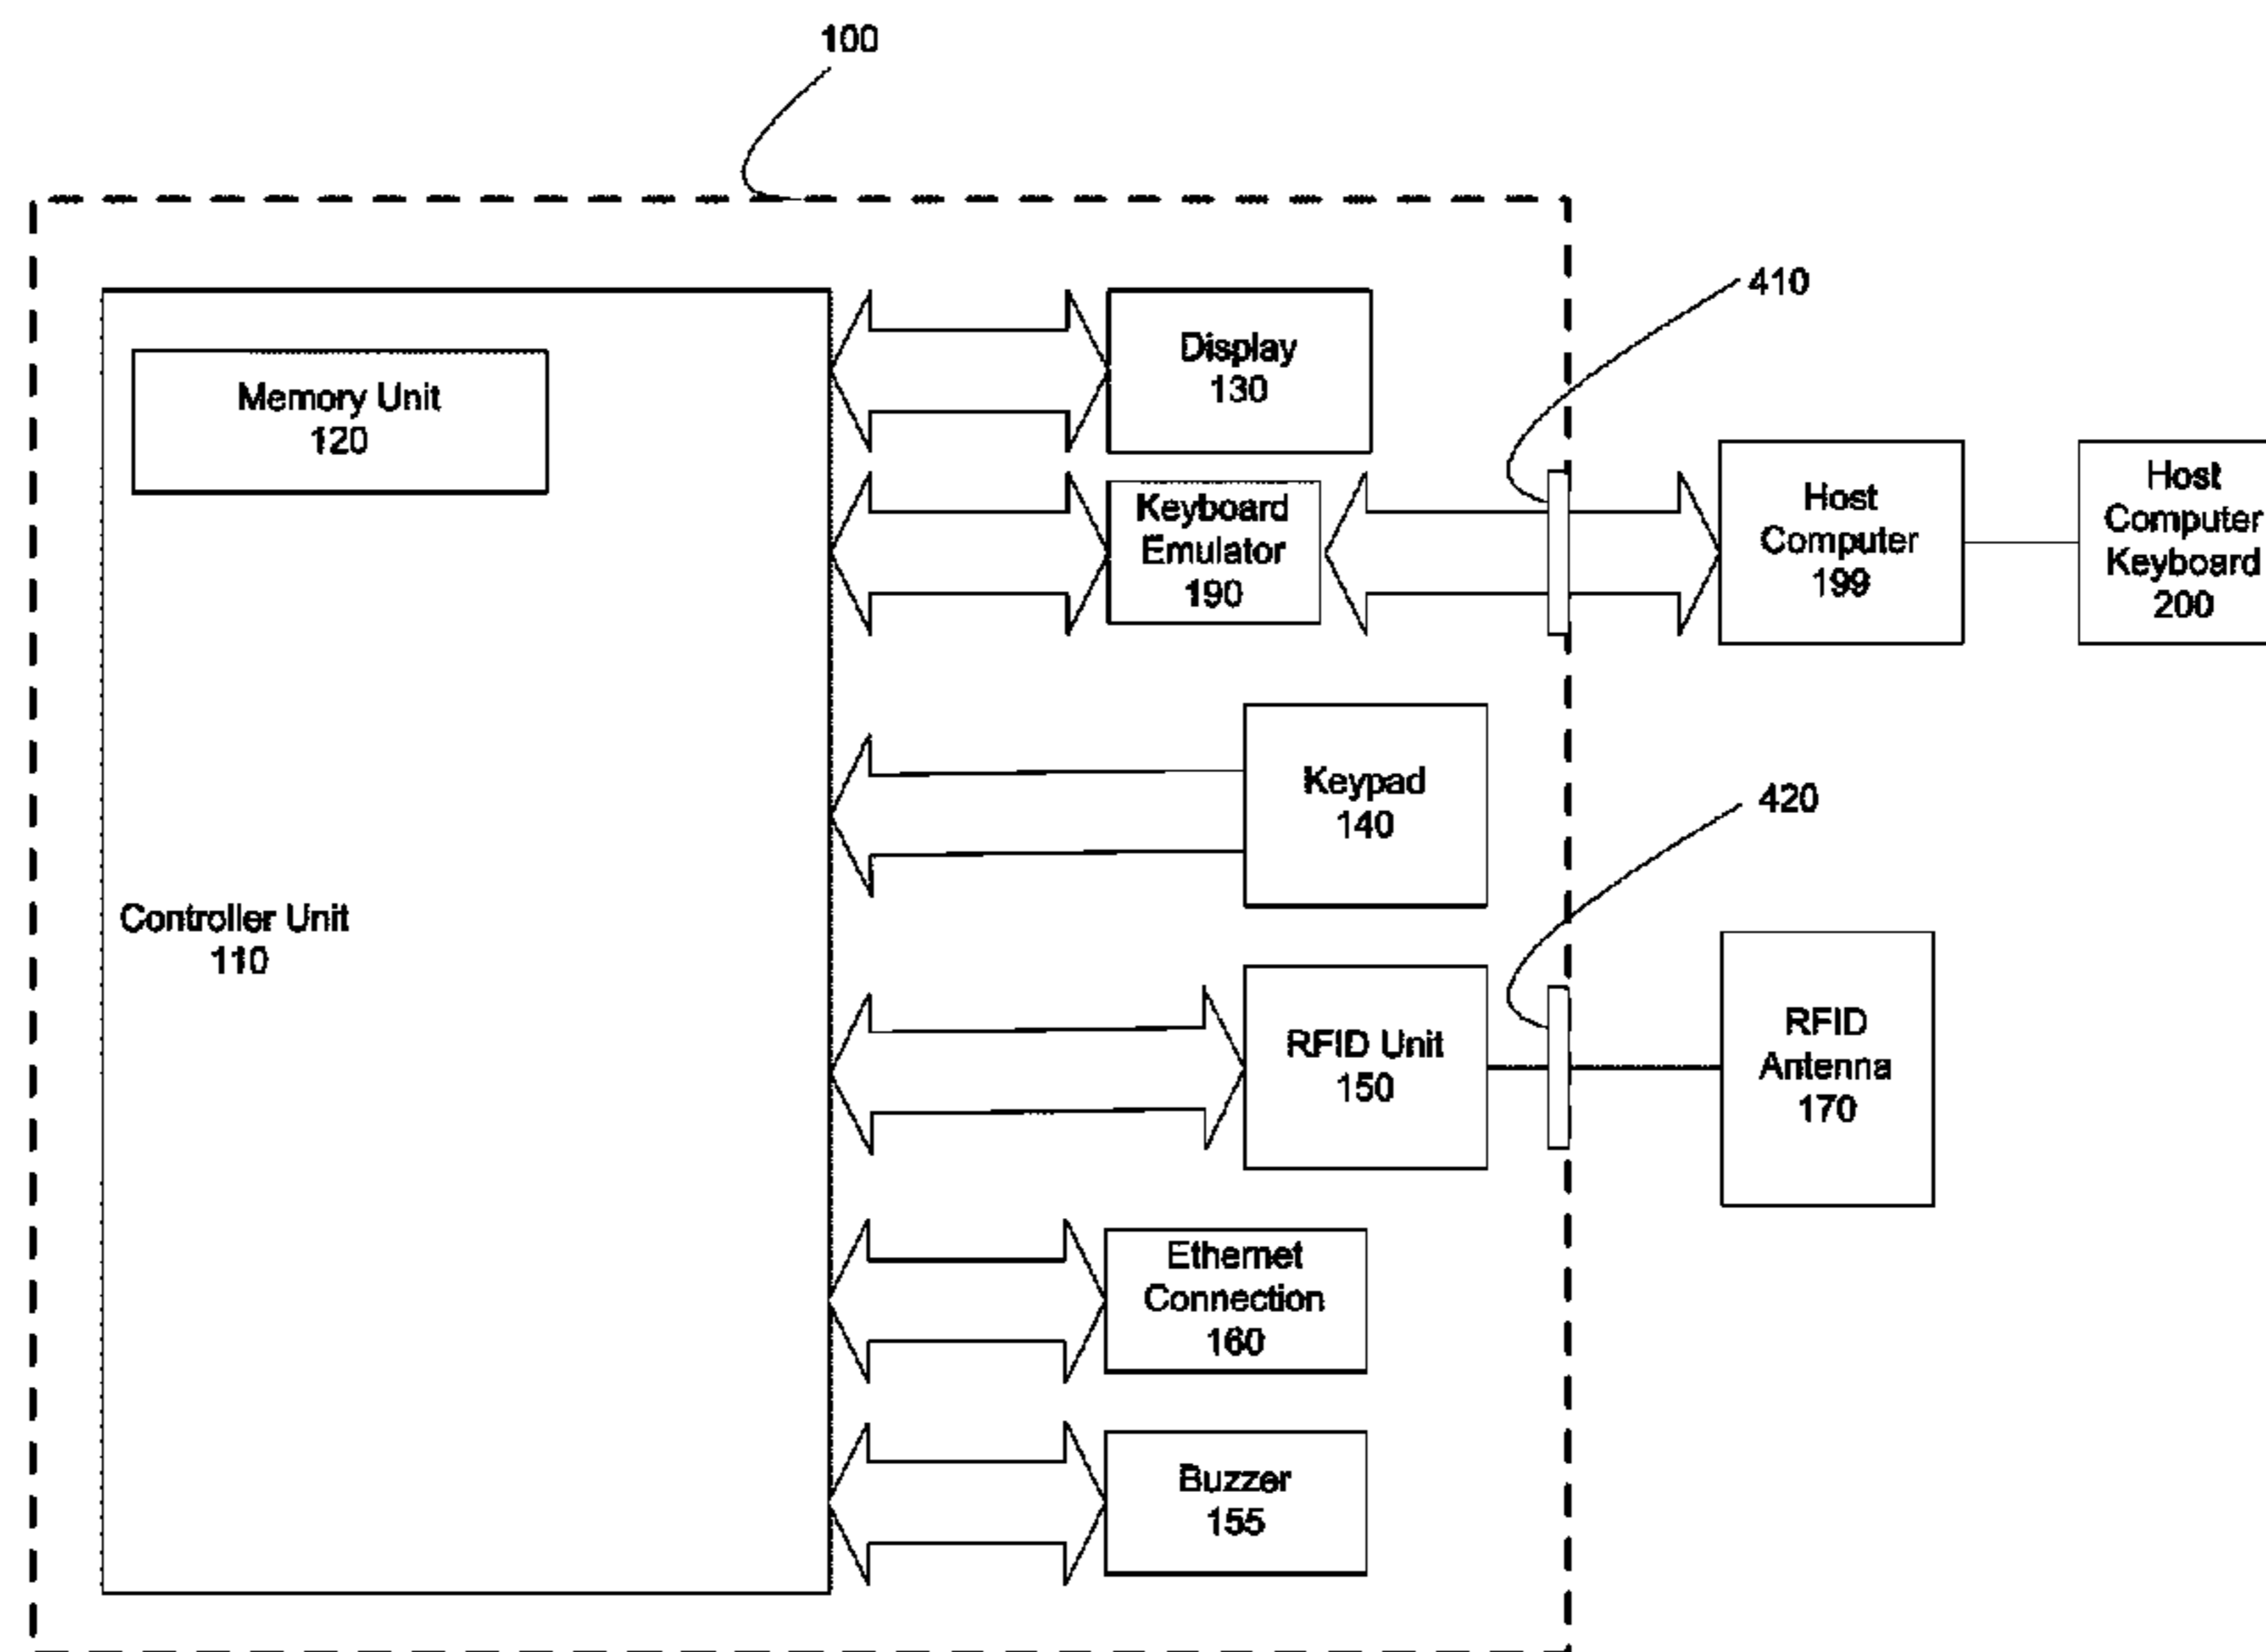 100
410
Display
130
Memory Unit
120
Keyboard
Emulator
190
Host
Computer
199
Host
Computer
Keyboard
200
Keypad
140
420
Controller Unit
110
RFID Unit
150
RFID
Antenna
170
Ethernet
Connection
160
Buzzer
155